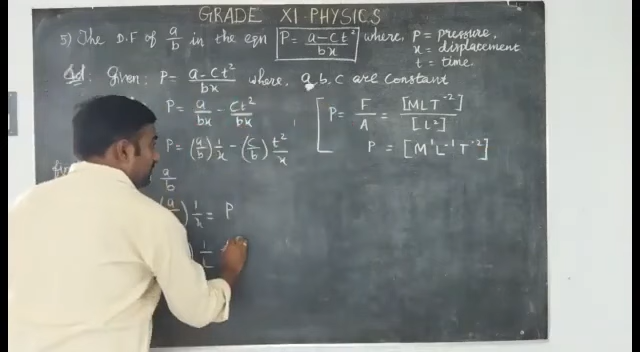 GRADE XI PHYSICS
5) The D.F of a/b in the eqn P = a-ct²/bx where, P = pressure,
x = displacement
t = time.
Sol: Given: P = a-ct²/bx where, a, b, c are constant
P = a/bx - ct²/bx
P = (a/b) 1/x - (c/b) t²/x
a/b
) 1/x = P
) 1/L
P = F/A = [MLT⁻²]/[L²]
P = [M¹L⁻¹T⁻²]